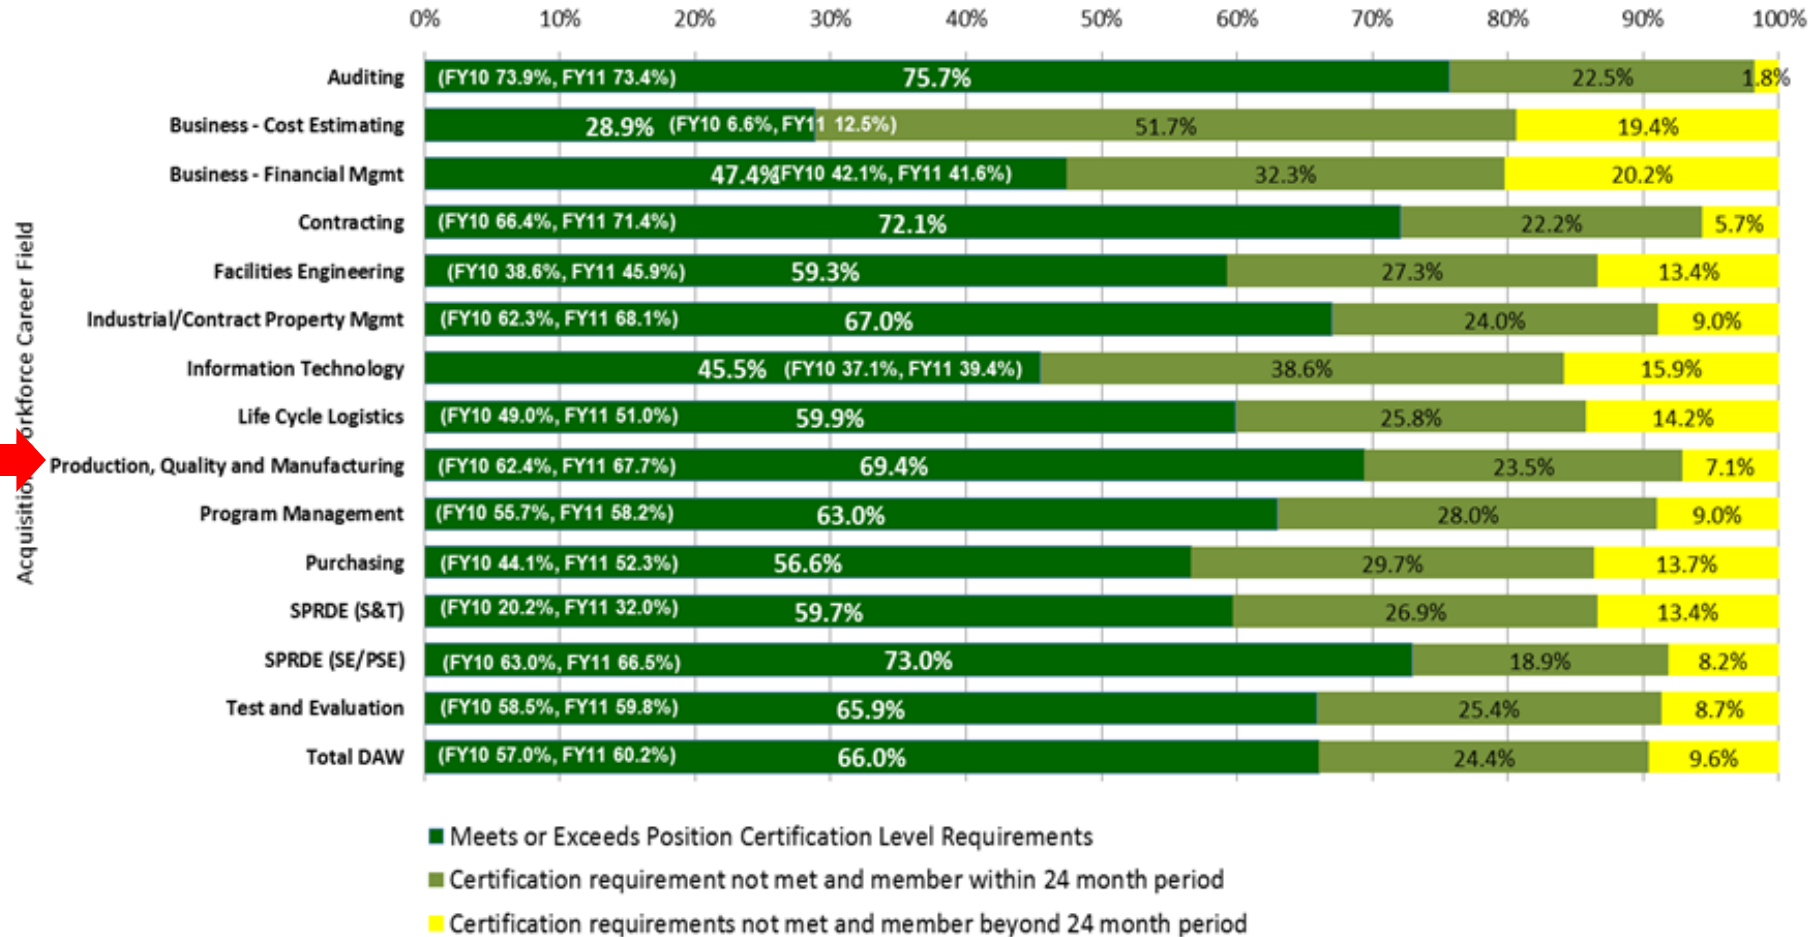 0% 10% 20% 30% 40% 50% 60% 70% 80% 90% 100%
Acquisition Workforce Career Field
Auditing (FY10 73.9%, FY11 73.4%) 75.7% 22.5% 1.8%
Business - Cost Estimating 28.9% (FY10 6.6%, FY11 12.5%) 51.7% 19.4%
Business - Financial Mgmt 47.4% (FY10 42.1%, FY11 41.6%) 32.3% 20.2%
Contracting (FY10 66.4%, FY11 71.4%) 72.1% 22.2% 5.7%
Facilities Engineering (FY10 38.6%, FY11 45.9%) 59.3% 27.3% 13.4%
Industrial/Contract Property Mgmt (FY10 62.3%, FY11 68.1%) 67.0% 24.0% 9.0%
Information Technology 45.5% (FY10 37.1%, FY11 39.4%) 38.6% 15.9%
Life Cycle Logistics (FY10 49.0%, FY11 51.0%) 59.9% 25.8% 14.2%
Production, Quality and Manufacturing (FY10 62.4%, FY11 67.7%) 69.4% 23.5% 7.1%
Program Management (FY10 55.7%, FY11 58.2%) 63.0% 28.0% 9.0%
Purchasing (FY10 44.1%, FY11 52.3%) 56.6% 29.7% 13.7%
SPRDE (S&T) (FY10 20.2%, FY11 32.0%) 59.7% 26.9% 13.4%
SPRDE (SE/PSE) (FY10 63.0%, FY11 66.5%) 73.0% 18.9% 8.2%
Test and Evaluation (FY10 58.5%, FY11 59.8%) 65.9% 25.4% 8.7%
Total DAW (FY10 57.0%, FY11 60.2%) 66.0% 24.4% 9.6%
Meets or Exceeds Position Certification Level Requirements
Certification requirement not met and member within 24 month period
Certification requirements not met and member beyond 24 month period